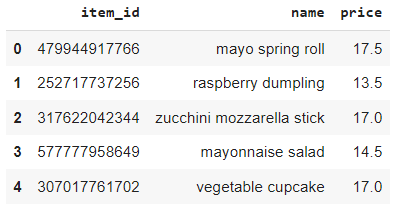 item_id name price
0 479944917766 mayo spring roll 17.5
1 252717737256 raspberry dumpling 13.5
2 317622042344 zucchini mozzarella stick 17.0
3 577777958649 mayonnaise salad 14.5
4 307017761702 vegetable cupcake 17.0